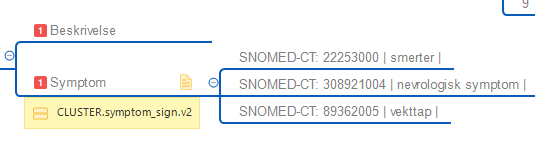 9
1 Beskrivelse
SNOMED-CT: 22253000 | smerter |
1 Symptom
SNOMED-CT: 308921004 | nevrologisk symptom |
CLUSTER.symptom_sign.v2
SNOMED-CT: 89362005 | vekttap |